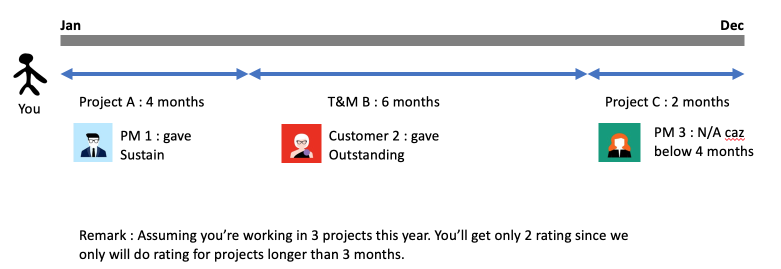 Jan Dec
You
Project A : 4 months T&M B : 6 months Project C : 2 months
PM 1 : gave
Sustain
Customer 2 : gave
Outstanding
PM 3 : N/A caz
below 4 months
Remark : Assuming you're working in 3 projects this year. You'll get only 2 rating since we
only will do rating for projects longer than 3 months.